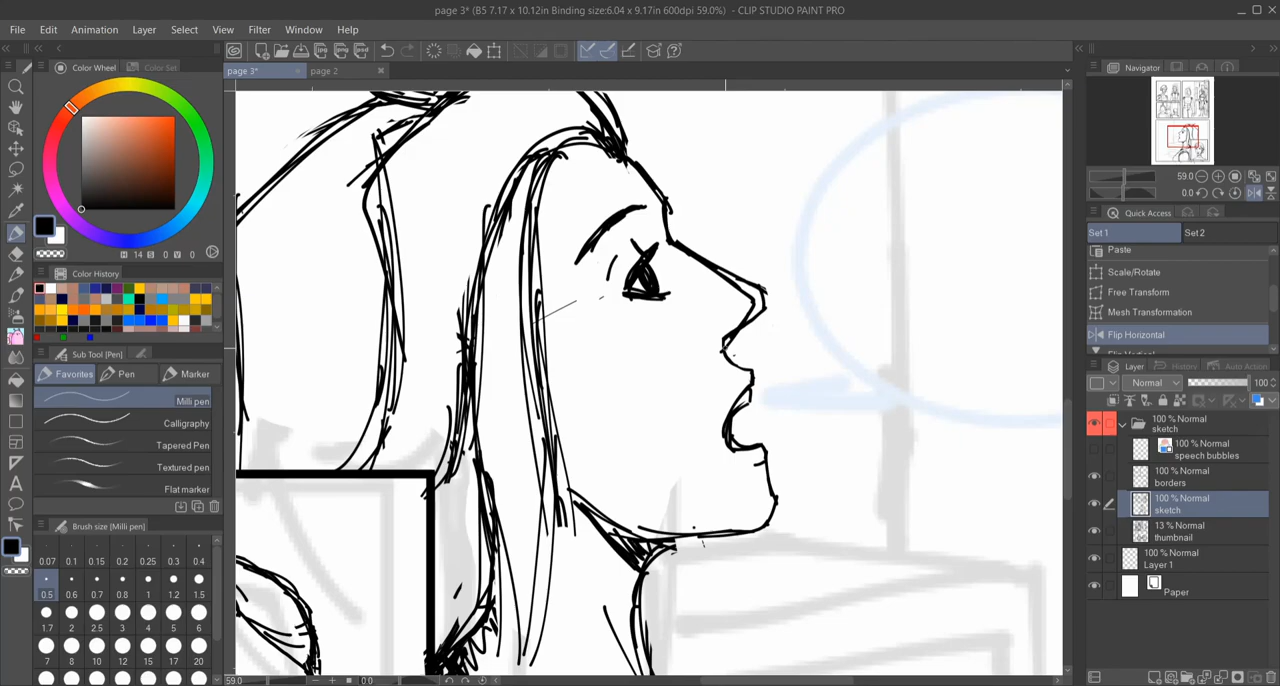 page 3* (B5 7.17 x 10.12in Binding size:6.04 x 9.17in 600dpi 59.0%) - CLIP STUDIO PAINT PRO
File Edit Animation Layer Select View Filter Window Help
Color Wheel Color Set
page 3* page 2
Navigator
H 14 S 0 V 0
Color History
Sub Tool [Pen]
Favorites Pen Marker
Milli pen
Calligraphy
Tapered Pen
Textured pen
Flat marker
Brush size [Milli pen]
0.07 0.1 0.15 0.2 0.25 0.3 0.4
0.5 0.6 0.7 0.8 1 1.2 1.5
1.7 2 2.5 3 4 5 6
7 8 10 12 15 17 20
59.0
0.0
Quick Access
Set 1 Set2
Paste
Scale/Rotate
Free Transform
Mesh Transformation
Flip Horizontal
Flip Vertical
Layer History Auto Action
Normal 100
100 % Normal
sketch
100 % Normal
speech bubbles
100 % Normal
borders
100 % Normal
sketch
13 % Normal
thumbnail
100 % Normal
Layer 1
Paper
59.0 0.0